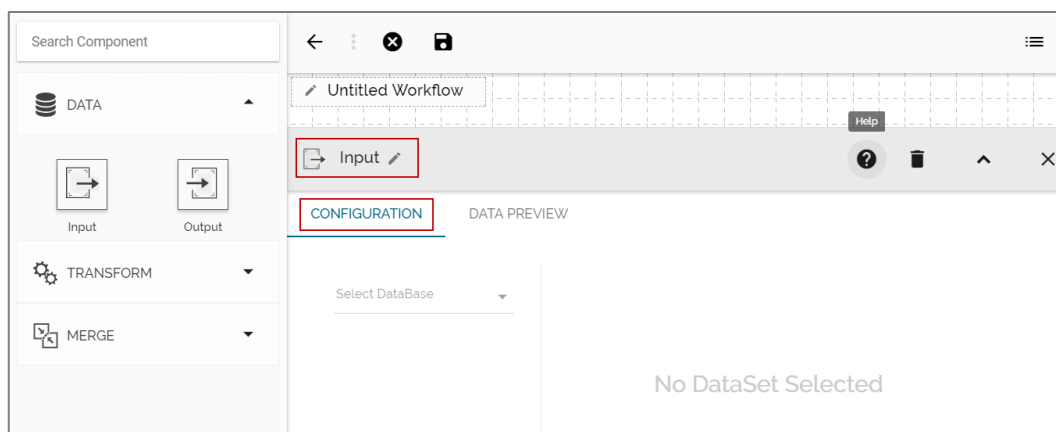 Search Component
DATA
Input
Output
TRANSFORM
MERGE
Untitled Workflow
Help
Input
CONFIGURATION
DATA PREVIEW
Select DataBase
No DataSet Selected